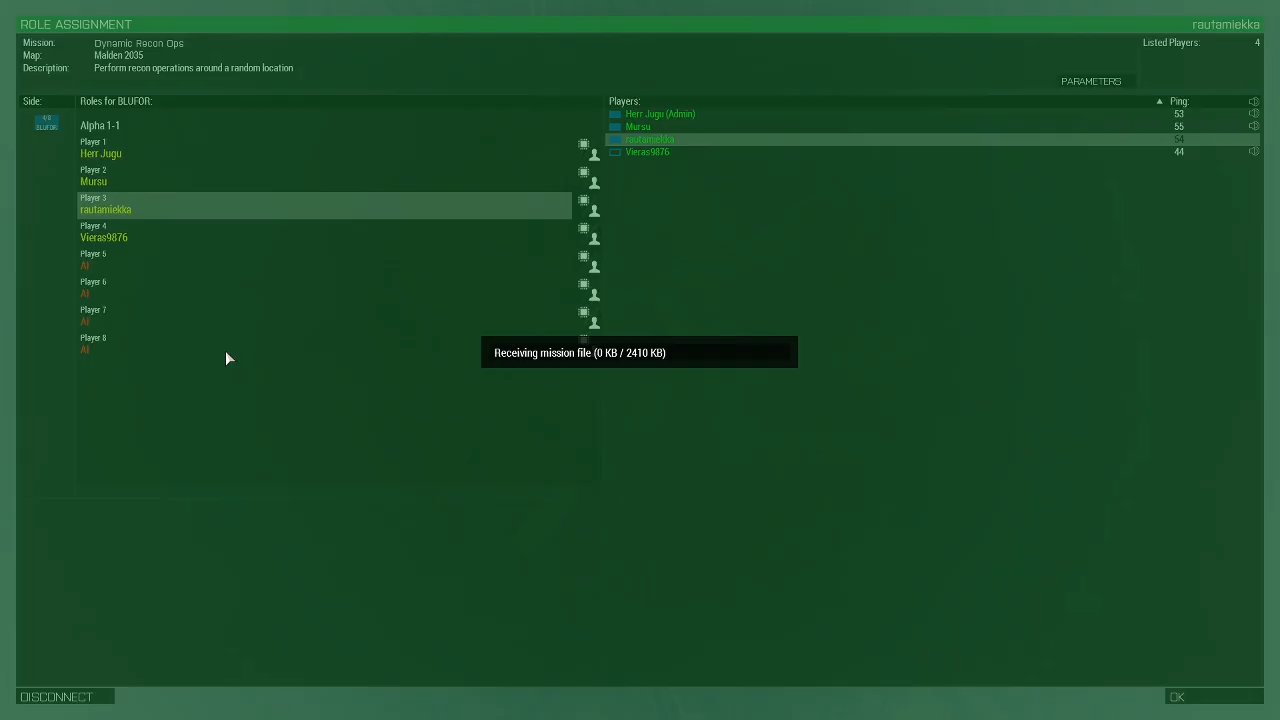 ROLE ASSIGNMENT rautamiekka
Mission: Dynamic Recon Ops Listed Players: 4
Map: Malden 2035
Description: Perform recon operations around a random location
PARAMETERS
Side: Roles for BLUFOR: Players: Ping:
4/8
BLUFOR
Alpha 1-1
Player 1
Herr Jugu
Player 2
Mursu
Player 3
rautamiekka
Player 4
Vieras9876
Player 5
AI
Player 6
AI
Player 7
AI
Player 8
AI
Herr Jugu (Admin) 53
Mursu 55
rautamiekka 54
Vieras9876 44
Receiving mission file (0 KB / 2410 KB)
DISCONNECT OK